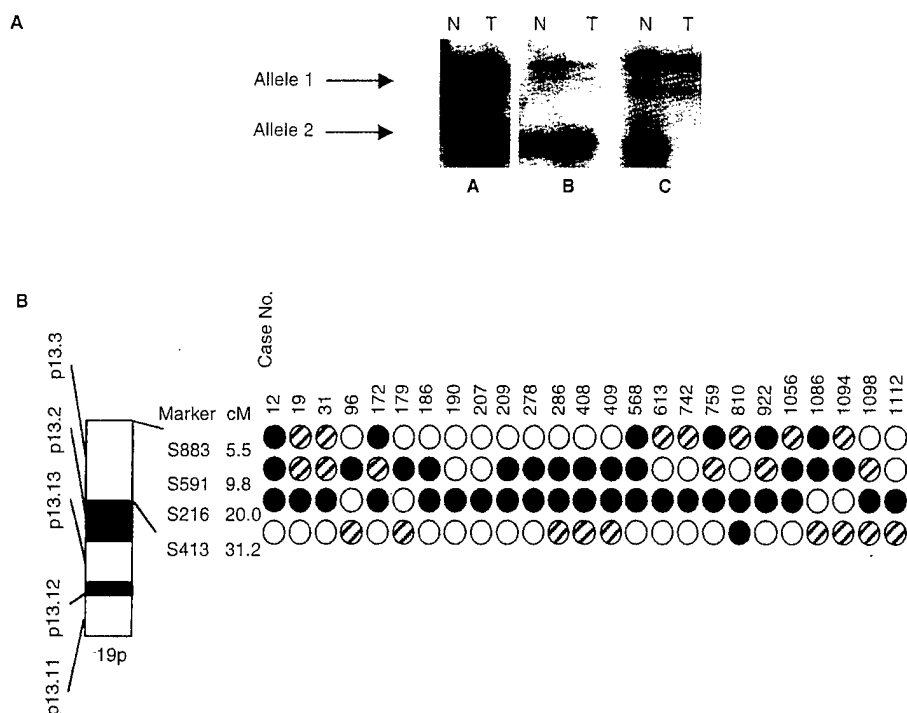 A
N T N T N T
Allele 1
Allele 2
A B C
B
Case No.
12 19 31 96 172 179 186 190 207 209 278 286 408 409 568 613 742 759 810 922 1056 1086 1094 1098 1112
Marker cM
S883 5.5
S591 9.8
S216 20.0
S413 31.2
p13.3
p13.2
p13.13
p13.12
p13.11
19p